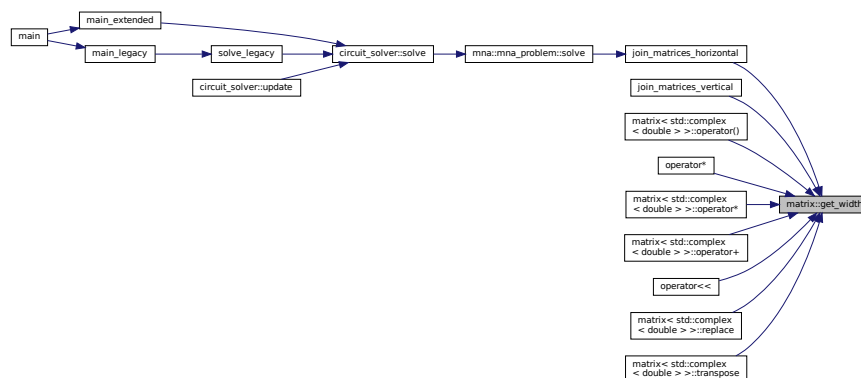 main
main_extended
main_legacy
solve_legacy
circuit_solver::update
circuit_solver::solve
mna::mna_problem::solve
join_matrices_horizontal
join_matrices_vertical
matrix< std::complex
< double > >::operator()
operator*
matrix< std::complex
< double > >::operator*
matrix< std::complex
< double > >::operator+
operator<<
matrix< std::complex
< double > >::replace
matrix< std::complex
< double > >::transpose
matrix::get_width